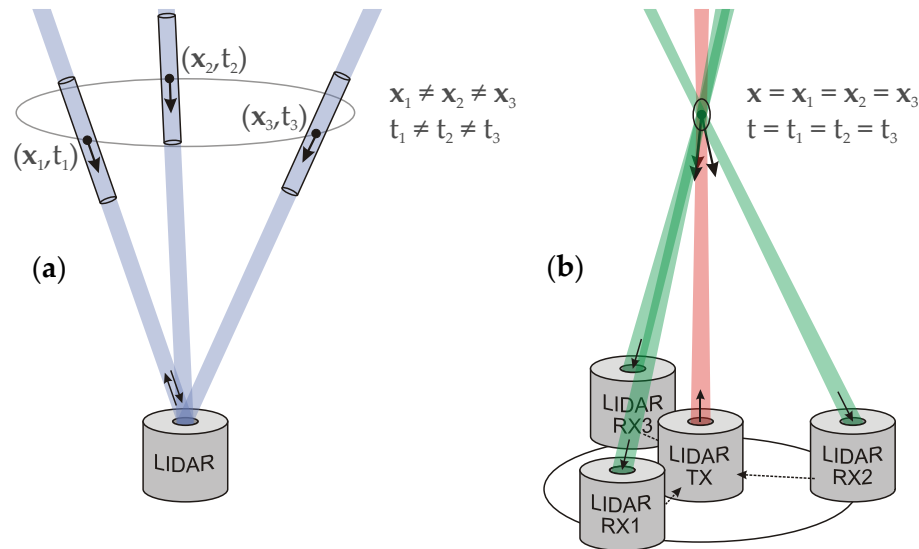 (x₂,t₂)
(x₃,t₃)
(x₁,t₁)
x₁ ≠ x₂ ≠ x₃
t₁ ≠ t₂ ≠ t₃
(a)
LIDAR
x = x₁ = x₂ = x₃
t = t₁ = t₂ = t₃
(b)
LIDAR
RX3
LIDAR
TX
LIDAR
RX2
LIDAR
RX1